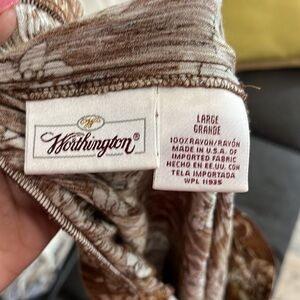 Worthington®
LARGE
GRANDE
100% RAYON/RAYÓN
MADE IN U.S.A. OF
IMPORTED FABRIC
HECHO EN EE.UU. CON
TELA IMPORTADA
WPL 11935